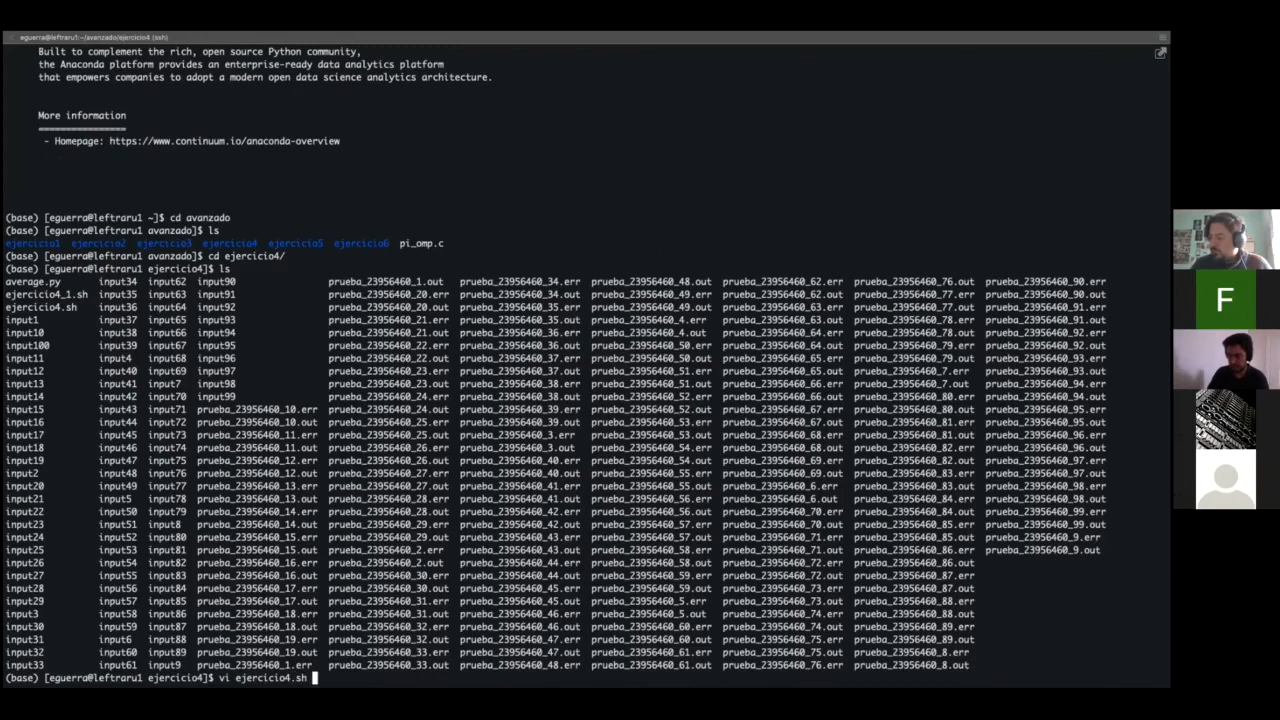 eguerra@leftraru1:~/avanzado/ejercicio4 (ssh)
Built to complement the rich, open source Python community,
the Anaconda platform provides an enterprise-ready data analytics platform
that empowers companies to adopt a modern open data science analytics architecture.
More information
================
- Homepage: https://www.continuum.io/anaconda-overview
(base) [eguerra@leftraru1 ~]$ cd avanzado
(base) [eguerra@leftraru1 avanzado]$ ls
ejercicio1 ejercicio2 ejercicio3 ejercicio4 ejercicio5 ejercicio6 pi_omp.c
(base) [eguerra@leftraru1 avanzado]$ cd ejercicio4/
(base) [eguerra@leftraru1 ejercicio4]$ ls
average.py input34 input62 input90 prueba_23956460_1.out prueba_23956460_34.err prueba_23956460_48.out prueba_23956460_62.err prueba_23956460_76.out prueba_23956460_90.err
ejercicio4_1.sh input35 input63 input91 prueba_23956460_20.err prueba_23956460_34.out prueba_23956460_49.err prueba_23956460_62.out prueba_23956460_77.err prueba_23956460_90.out
ejercicio4.sh input36 input64 input92 prueba_23956460_20.out prueba_23956460_35.err prueba_23956460_49.out prueba_23956460_63.err prueba_23956460_77.out prueba_23956460_91.err
input1 input37 input65 input93 prueba_23956460_21.err prueba_23956460_35.out prueba_23956460_4.err prueba_23956460_63.out prueba_23956460_78.err prueba_23956460_91.out
input10 input38 input66 input94 prueba_23956460_21.out prueba_23956460_36.err prueba_23956460_4.out prueba_23956460_64.err prueba_23956460_78.out prueba_23956460_92.err
input100 input39 input67 input95 prueba_23956460_22.err prueba_23956460_36.out prueba_23956460_50.err prueba_23956460_64.out prueba_23956460_79.err prueba_23956460_92.out
input11 input4 input68 input96 prueba_23956460_22.out prueba_23956460_37.err prueba_23956460_50.out prueba_23956460_65.err prueba_23956460_79.out prueba_23956460_93.err
input12 input40 input69 input97 prueba_23956460_23.err prueba_23956460_37.out prueba_23956460_51.err prueba_23956460_65.out prueba_23956460_7.err prueba_23956460_93.out
input13 input41 input7 input98 prueba_23956460_23.out prueba_23956460_38.err prueba_23956460_51.out prueba_23956460_66.err prueba_23956460_7.out prueba_23956460_94.err
input14 input42 input70 input99 prueba_23956460_24.err prueba_23956460_38.out prueba_23956460_52.err prueba_23956460_66.out prueba_23956460_80.err prueba_23956460_94.out
input15 input43 input71 prueba_23956460_10.err prueba_23956460_24.out prueba_23956460_39.err prueba_23956460_52.out prueba_23956460_67.err prueba_23956460_80.out prueba_23956460_95.err
input16 input44 input72 prueba_23956460_10.out prueba_23956460_25.err prueba_23956460_39.out prueba_23956460_53.err prueba_23956460_67.out prueba_23956460_81.err prueba_23956460_95.out
input17 input45 input73 prueba_23956460_11.err prueba_23956460_25.out prueba_23956460_3.err prueba_23956460_53.out prueba_23956460_68.err prueba_23956460_81.out prueba_23956460_96.err
input18 input46 input74 prueba_23956460_11.out prueba_23956460_26.err prueba_23956460_3.out prueba_23956460_54.err prueba_23956460_68.out prueba_23956460_82.err prueba_23956460_96.out
input19 input47 input75 prueba_23956460_12.err prueba_23956460_26.out prueba_23956460_40.err prueba_23956460_54.out prueba_23956460_69.err prueba_23956460_82.out prueba_23956460_97.err
input2 input48 input76 prueba_23956460_12.out prueba_23956460_27.err prueba_23956460_40.out prueba_23956460_55.err prueba_23956460_69.out prueba_23956460_83.err prueba_23956460_97.out
input20 input49 input77 prueba_23956460_13.err prueba_23956460_27.out prueba_23956460_41.err prueba_23956460_55.out prueba_23956460_6.err prueba_23956460_83.out prueba_23956460_98.err
input21 input5 input78 prueba_23956460_13.out prueba_23956460_28.err prueba_23956460_41.out prueba_23956460_56.err prueba_23956460_6.out prueba_23956460_84.err prueba_23956460_98.out
input22 input50 input79 prueba_23956460_14.err prueba_23956460_28.out prueba_23956460_42.err prueba_23956460_56.out prueba_23956460_70.err prueba_23956460_84.out prueba_23956460_99.err
input23 input51 input8 prueba_23956460_14.out prueba_23956460_29.err prueba_23956460_42.out prueba_23956460_57.err prueba_23956460_70.out prueba_23956460_85.err prueba_23956460_99.out
input24 input52 input80 prueba_23956460_15.err prueba_23956460_29.out prueba_23956460_43.err prueba_23956460_57.out prueba_23956460_71.err prueba_23956460_85.out prueba_23956460_9.err
input25 input53 input81 prueba_23956460_15.out prueba_23956460_2.err prueba_23956460_43.out prueba_23956460_58.err prueba_23956460_71.out prueba_23956460_86.err prueba_23956460_9.out
input26 input54 input82 prueba_23956460_16.err prueba_23956460_2.out prueba_23956460_44.err prueba_23956460_58.out prueba_23956460_72.err prueba_23956460_86.out
input27 input55 input83 prueba_23956460_16.out prueba_23956460_30.err prueba_23956460_44.out prueba_23956460_59.err prueba_23956460_72.out prueba_23956460_87.err
input28 input56 input84 prueba_23956460_17.err prueba_23956460_30.out prueba_23956460_45.err prueba_23956460_59.out prueba_23956460_73.err prueba_23956460_87.out
input29 input57 input85 prueba_23956460_17.out prueba_23956460_31.err prueba_23956460_45.out prueba_23956460_5.err prueba_23956460_73.out prueba_23956460_88.err
input3 input58 input86 prueba_23956460_18.err prueba_23956460_31.out prueba_23956460_46.err prueba_23956460_5.out prueba_23956460_74.err prueba_23956460_88.out
input30 input59 input87 prueba_23956460_18.out prueba_23956460_32.err prueba_23956460_46.out prueba_23956460_60.err prueba_23956460_74.out prueba_23956460_89.err
input31 input6 input88 prueba_23956460_19.err prueba_23956460_32.out prueba_23956460_47.err prueba_23956460_60.out prueba_23956460_75.err prueba_23956460_89.out
input32 input60 input89 prueba_23956460_19.out prueba_23956460_33.err prueba_23956460_47.out prueba_23956460_61.err prueba_23956460_75.out prueba_23956460_8.err
input33 input61 input9 prueba_23956460_1.err prueba_23956460_33.out prueba_23956460_48.err prueba_23956460_61.out prueba_23956460_76.err prueba_23956460_8.out
(base) [eguerra@leftraru1 ejercicio4]$ vi ejercicio4.sh
F